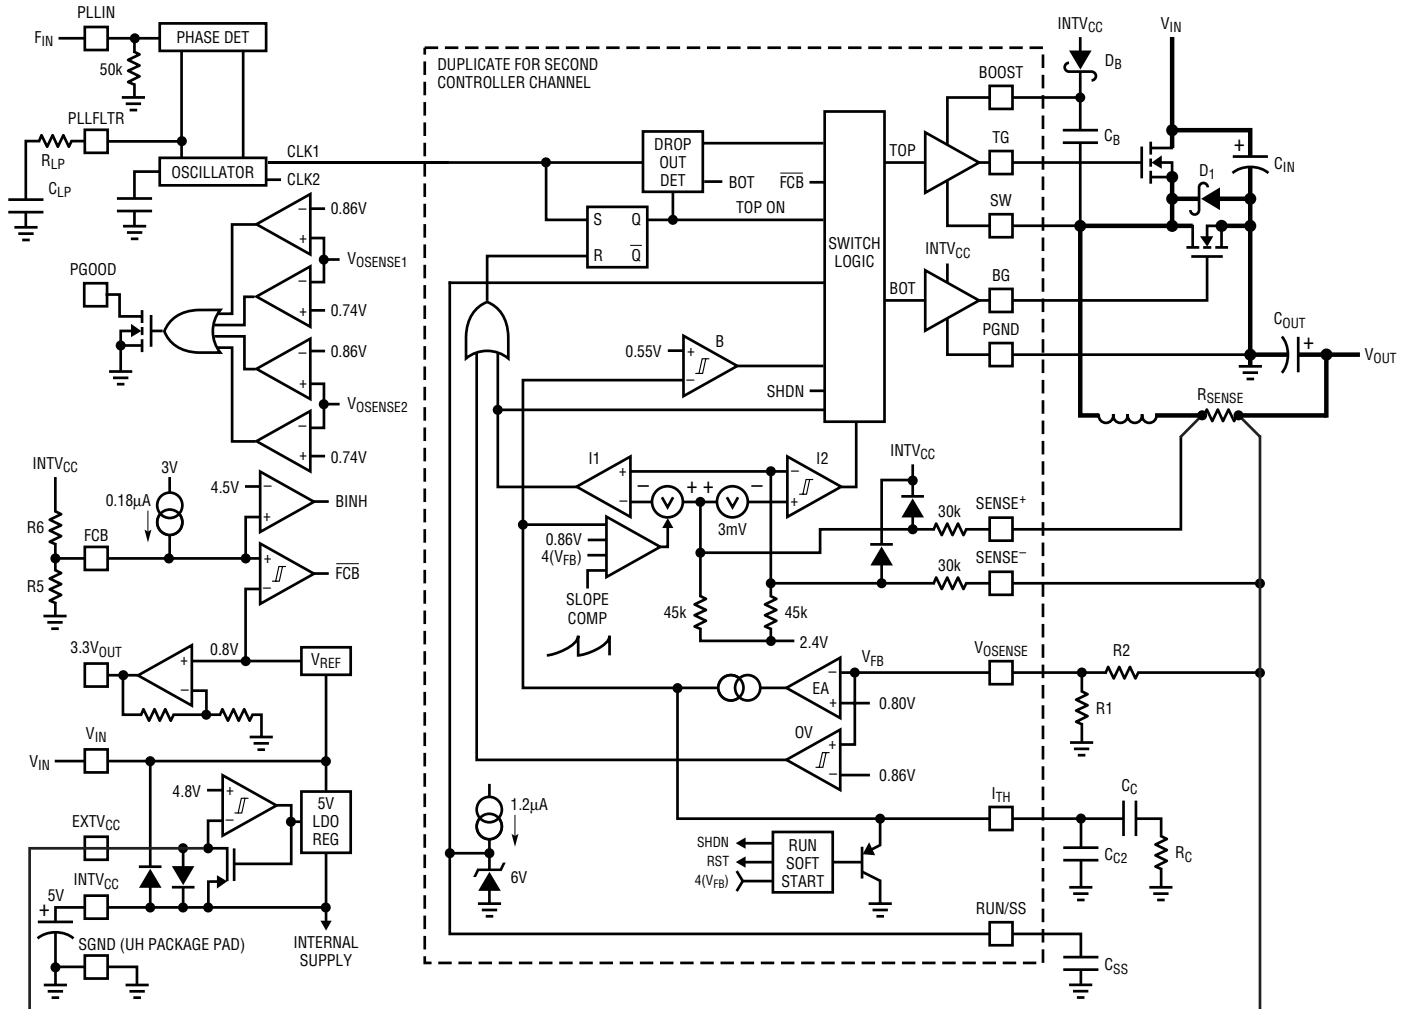 PLLIN
F_IN
PHASE DET
50k
PLLFLTR
R_LP
C_LP
OSCILLATOR
CLK1
CLK2
0.86V
V_OSENSE1
0.74V
PGOOD
0.86V
V_OSENSE2
0.74V
INTV_CC
3V
0.18µA
4.5V
BINH
R6
FCB
R5
F̅C̅B̅
3.3V_OUT
0.8V
V_REF
V_IN
V_IN
4.8V
5V
LDO
REG
EXTV_CC
INTV_CC
5V
SGND (UH PACKAGE PAD)
INTERNAL
SUPPLY
DUPLICATE FOR SECOND
CONTROLLER CHANNEL
DROP
OUT
DET
BOT
F̅C̅B̅
TOP ON
S Q
R Q̅
SWITCH
LOGIC
TOP
BOT
INTV_CC
0.55V
B
SHDN
I1
I2
3mV
0.86V
4(V_FB)
SLOPE
COMP
45k
45k
2.4V
INTV_CC
30k
30k
V_FB
EA
0.80V
OV
0.86V
1.2µA
6V
SHDN
RST
4(V_FB)
RUN
SOFT
START
BOOST
TG
SW
BG
PGND
SENSE+
SENSE−
V_OSENSE
I_TH
RUN/SS
INTV_CC
D_B
C_B
V_IN
C_IN
D_1
C_OUT
V_OUT
R_SENSE
R2
R1
C_C
C_C2
R_C
C_SS